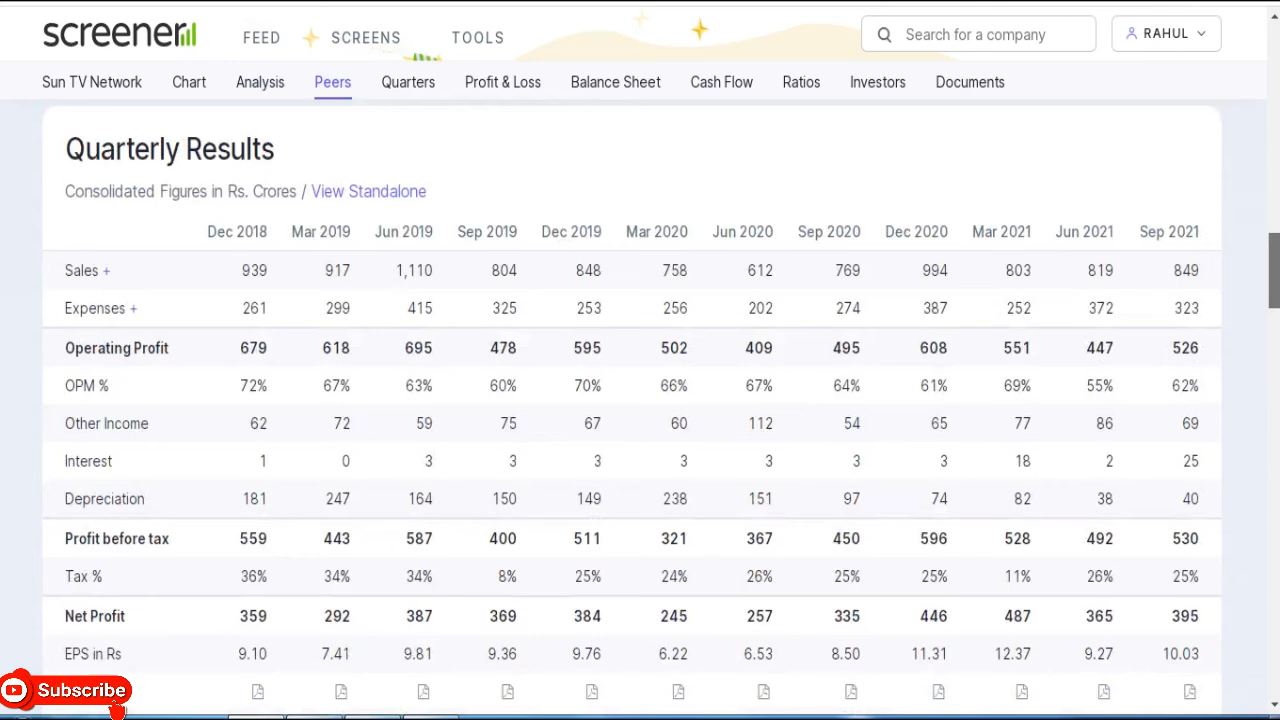 screener FEED SCREENS TOOLS Search for a company RAHUL
Sun TV Network Chart Analysis Peers Quarters Profit & Loss Balance Sheet Cash Flow Ratios Investors Documents
Quarterly Results
Consolidated Figures in Rs. Crores / View Standalone
Dec 2018 Mar 2019 Jun 2019 Sep 2019 Dec 2019 Mar 2020 Jun 2020 Sep 2020 Dec 2020 Mar 2021 Jun 2021 Sep 2021
Sales + 939 917 1,110 804 848 758 612 769 994 803 819 849
Expenses + 261 299 415 325 253 256 202 274 387 252 372 323
Operating Profit 679 618 695 478 595 502 409 495 608 551 447 526
OPM % 72% 67% 63% 60% 70% 66% 67% 64% 61% 69% 55% 62%
Other Income 62 72 59 75 67 60 112 54 65 77 86 69
Interest 1 0 3 3 3 3 3 3 3 18 2 25
Depreciation 181 247 164 150 149 238 151 97 74 82 38 40
Profit before tax 559 443 587 400 511 321 367 450 596 528 492 530
Tax % 36% 34% 34% 8% 25% 24% 26% 25% 25% 11% 26% 25%
Net Profit 359 292 387 369 384 245 257 335 446 487 365 395
EPS in Rs 9.10 7.41 9.81 9.36 9.76 6.22 6.53 8.50 11.31 12.37 9.27 10.03
Subscribe